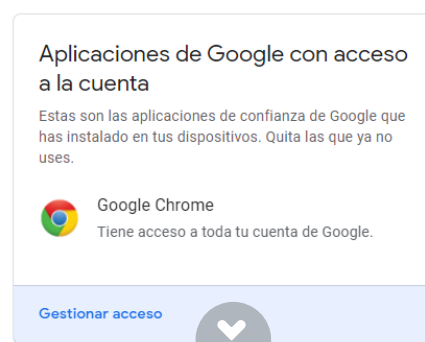 Aplicaciones de Google con acceso
a la cuenta
Estas son las aplicaciones de confianza de Google que
has instalado en tus dispositivos. Quita las que ya no
uses.
Google Chrome
Tiene acceso a toda tu cuenta de Google.
Gestionar acceso